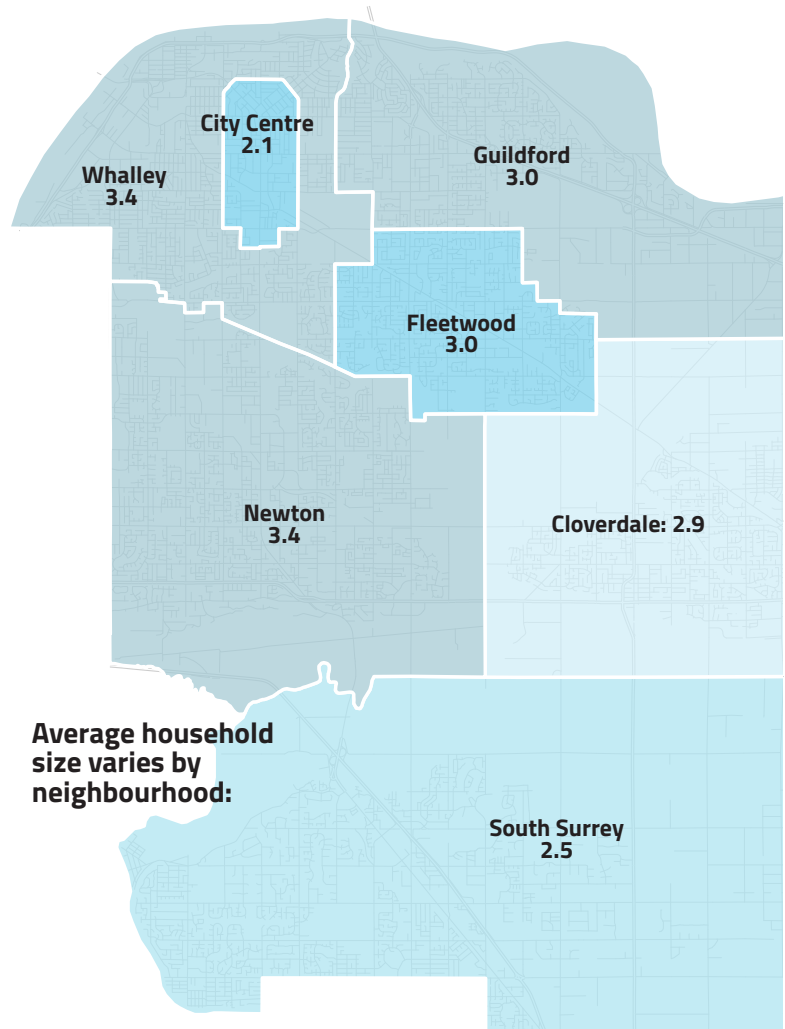 City Centre
2.1
Whalley
3.4
Guildford
3.0
Fleetwood
3.0
Newton
3.4
Cloverdale: 2.9
Average household
size varies by
neighbourhood:
South Surrey
2.5